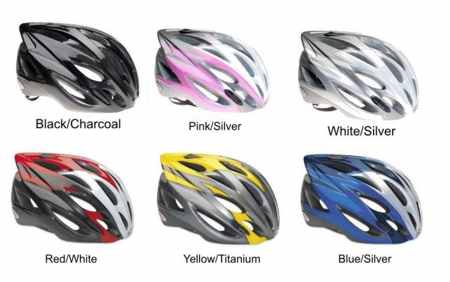 Black/Charcoal
Pink/Silver
White/Silver
Red/White
Yellow/Titanium
Blue/Silver